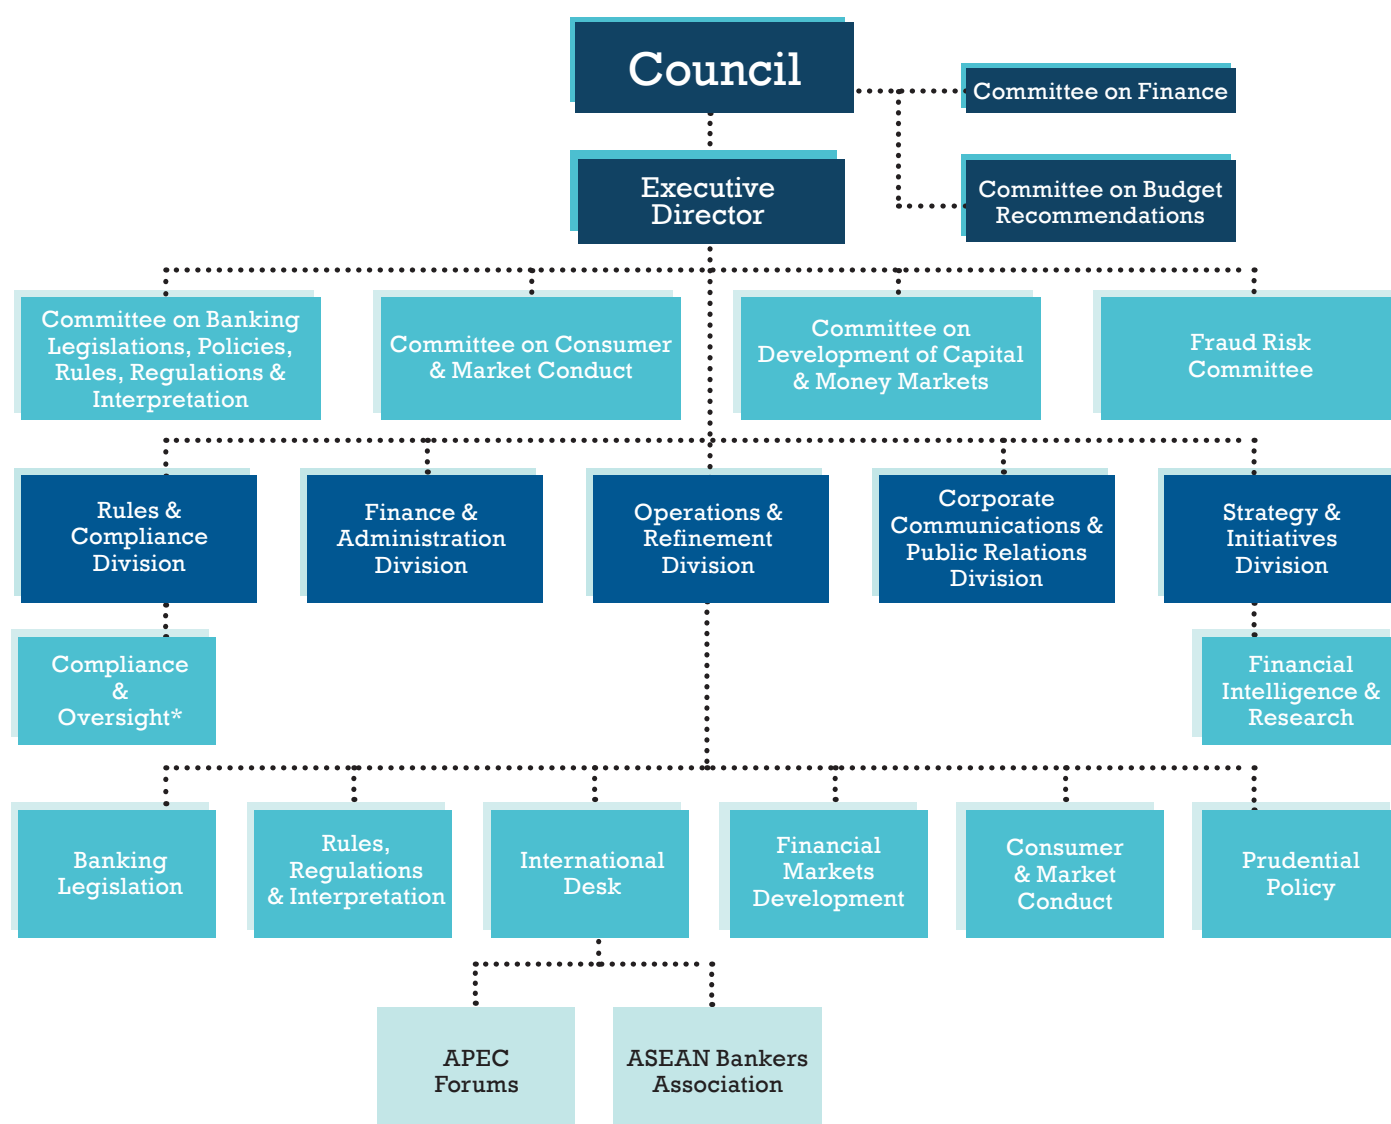 Council
Committee on Finance
Executive
Director
Committee on Budget
Recommendations
Committee on Banking
Legislations, Policies,
Rules, Regulations &
Interpretation
Committee on Consumer
& Market Conduct
Committee on
Development of Capital
& Money Markets
Fraud Risk
Committee
Rules &
Compliance
Division
Finance &
Administration
Division
Operations &
Refinement
Division
Corporate
Communications &
Public Relations
Division
Strategy &
Initiatives
Division
Compliance
&
Oversight*
Financial
Intelligence &
Research
Banking
Legislation
Rules,
Regulations
& Interpretation
International
Desk
Financial
Markets
Development
Consumer
& Market
Conduct
Prudential
Policy
APEC
Forums
ASEAN Bankers
Association